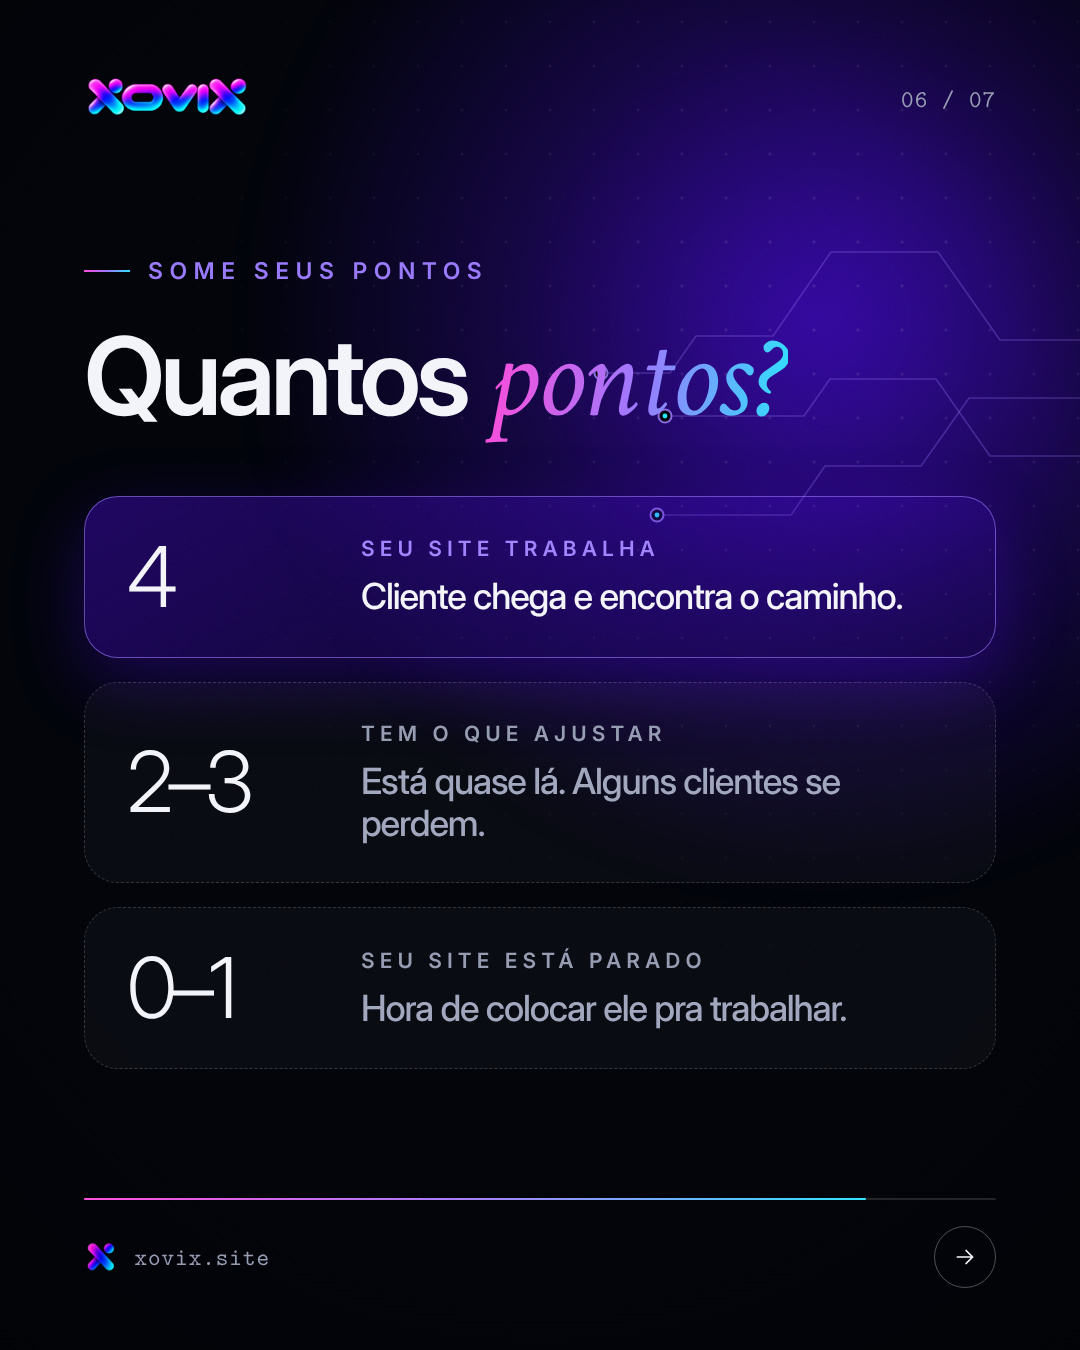 XOVIX
06 / 07
SOME SEUS PONTOS
Quantos pontos?
4
SEU SITE TRABALHA
Cliente chega e encontra o caminho.
2–3
TEM O QUE AJUSTAR
Está quase lá. Alguns clientes se
perdem.
0–1
SEU SITE ESTÁ PARADO
Hora de colocar ele pra trabalhar.
xovix.site